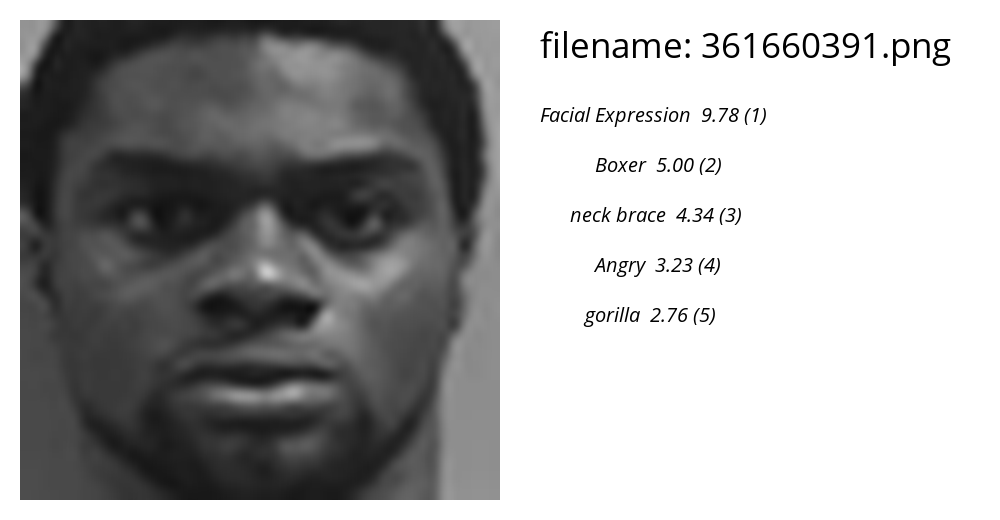 filename: 361660391.png
Facial Expression 9.78 (1)
Boxer 5.00 (2)
neck brace 4.34 (3)
Angry 3.23 (4)
gorilla 2.76 (5)